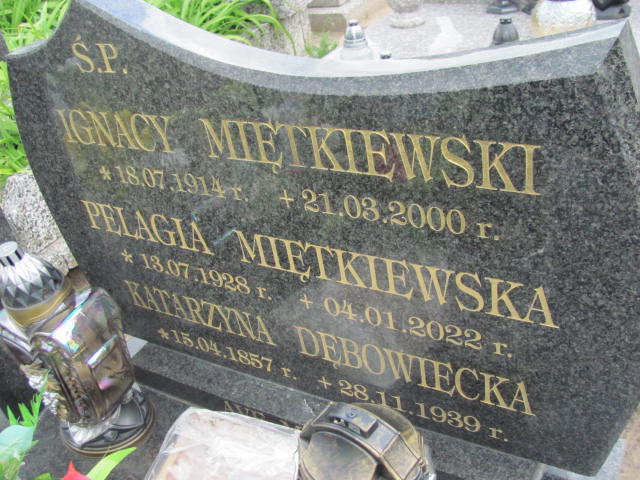 Ś.P.
IGNACY MIĘTKIEWSKI
* 18.07.1914 r. + 21.03.2000 r.
PELAGIA MIĘTKIEWSKA
* 13.07.1928 r. + 04.01.2022 r.
KATARZYNA DĘBOWIECKA
* 15.04.1857 r. + 28.11.1939 r.